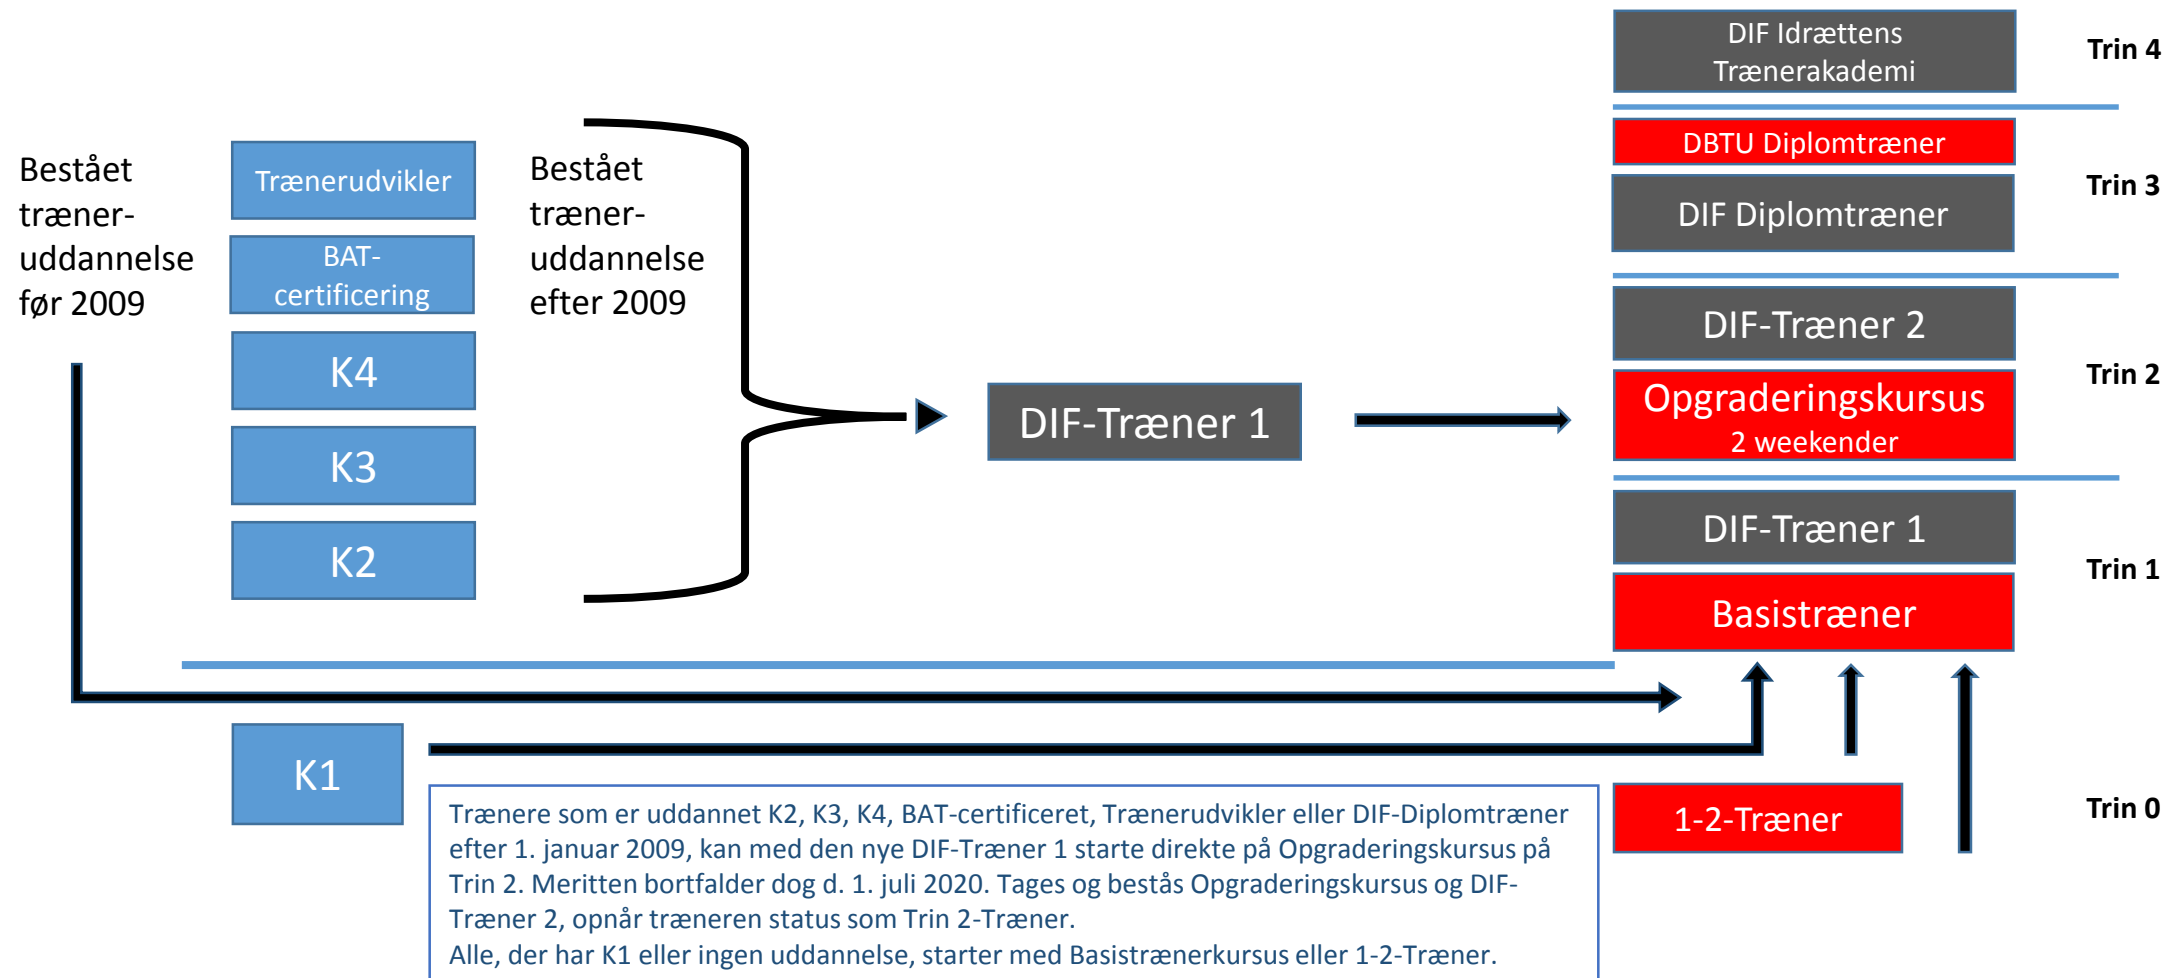 Bestået
træner-
uddannelse
før 2009
Trænerudvikler
BAT-
certificering
K4
K3
K2
K1
Bestået
træner-
uddannelse
efter 2009
DIF-Træner 1
DIF Idrættens
Trænerakademi
Trin 4
DBTU Diplomtræner
DIF Diplomtræner
Trin 3
DIF-Træner 2
Opgraderingskursus
2 weekender
Trin 2
DIF-Træner 1
Basistræner
Trin 1
1-2-Træner
Trin 0
Trænere som er uddannet K2, K3, K4, BAT-certificeret, Trænerudvikler eller DIF-Diplomtræner
efter 1. januar 2009, kan med den nye DIF-Træner 1 starte direkte på Opgraderingskursus på
Trin 2. Meritten bortfalder dog d. 1. juli 2020. Tages og bestås Opgraderingskursus og DIF-
Træner 2, opnår træneren status som Trin 2-Træner.
Alle, der har K1 eller ingen uddannelse, starter med Basistrænerkursus eller 1-2-Træner.